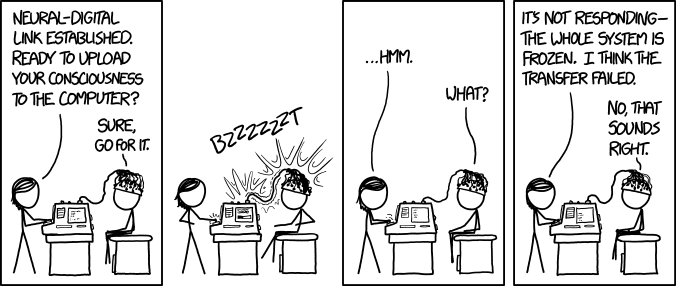 NEURAL-DIGITAL
LINK ESTABLISHED.
READY TO UPLOAD
YOUR CONSCIOUSNESS
TO THE COMPUTER?
SURE,
GO FOR IT.
BZZZZZZT
...HMM.
WHAT?
IT'S NOT RESPONDING—
THE WHOLE SYSTEM IS
FROZEN. I THINK THE
TRANSFER FAILED.
NO, THAT
SOUNDS
RIGHT.